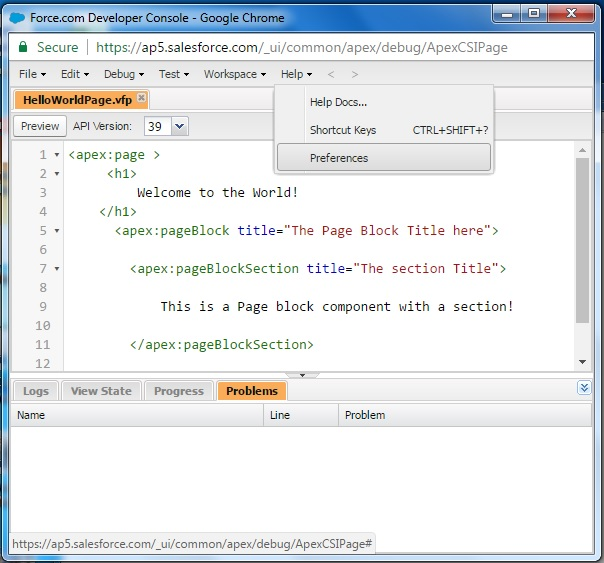 Force.com Developer Console - Google Chrome
Secure https://ap5.salesforce.com/_ui/common/apex/debug/ApexCSIPage
File Edit Debug Test Workspace Help < >
HelloWorldPage.vfp
Help Docs...
Preview API Version: 39
Shortcut Keys CTRL+SHIFT+?
Preferences
1 <apex:page >
2 <h1>
3 Welcome to the World!
4 </h1>
5 <apex:pageBlock title="The Page Block Title here">
6
7 <apex:pageBlockSection title="The section Title">
8
9 This is a Page block component with a section!
10
11 </apex:pageBlockSection>
12
Logs View State Progress Problems
Name Line Problem
https://ap5.salesforce.com/_ui/common/apex/debug/ApexCSIPage#